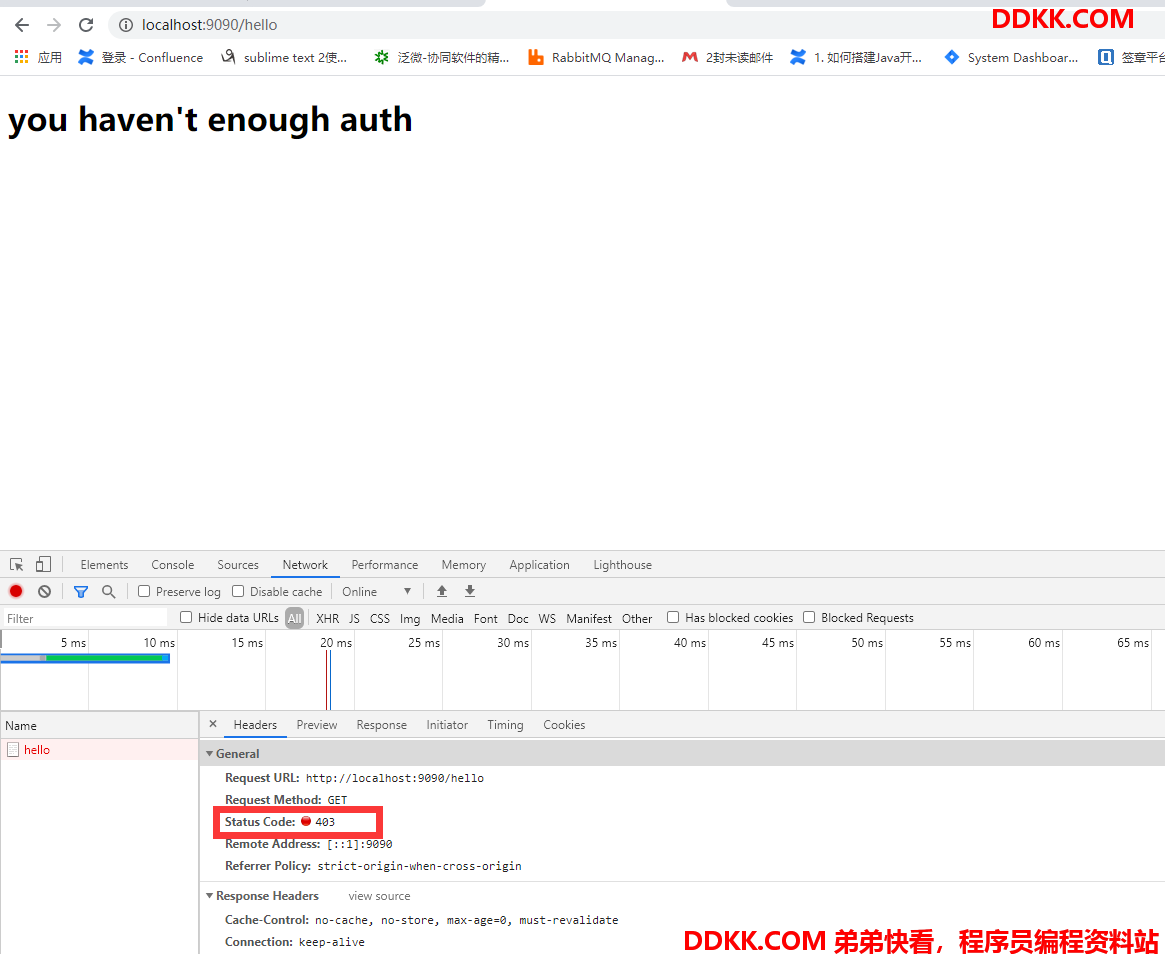 localhost:9090/hello
DDKK.COM
应用 登录 - Confluence sublime text 2使... 泛微-协同软件的精... RabbitMQ Manag... 2封未读邮件 1. 如何搭建Java开... System Dashboar... 签章平台
you haven't enough auth
Elements Console Sources Network Performance Memory Application Lighthouse
Preserve log Disable cache Online
Filter Hide data URLs All XHR JS CSS Img Media Font Doc WS Manifest Other Has blocked cookies Blocked Requests
5 ms 10 ms 15 ms 20 ms 25 ms 30 ms 35 ms 40 ms 45 ms 50 ms 55 ms 60 ms 65 ms
Name × Headers Preview Response Initiator Timing Cookies
hello
General
Request URL: http://localhost:9090/hello
Request Method: GET
Status Code: 403
Remote Address: [::1]:9090
Referrer Policy: strict-origin-when-cross-origin
Response Headers view source
Cache-Control: no-cache, no-store, max-age=0, must-revalidate
Connection: keep-alive
DDKK.COM 弟弟快看，程序员编程资料站